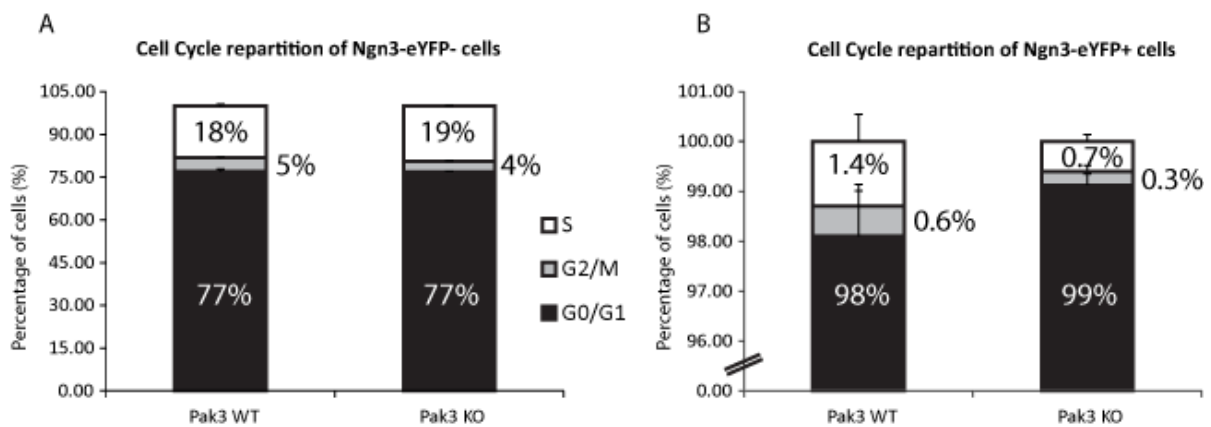 A
Cell Cycle repartition of Ngn3-eYFP- cells
Percentage of cells (%)
105.00
90.00
75.00
60.00
45.00
30.00
15.00
0.00
18%
5%
77%
19%
4%
77%
Pak3 WT
Pak3 KO
S
G2/M
G0/G1
B
Cell Cycle repartition of Ngn3-eYFP+ cells
Percentage of cells (%)
101.00
100.00
99.00
98.00
97.00
96.00
0.00
1.4%
0.6%
98%
0.7%
0.3%
99%
Pak3 WT
Pak3 KO